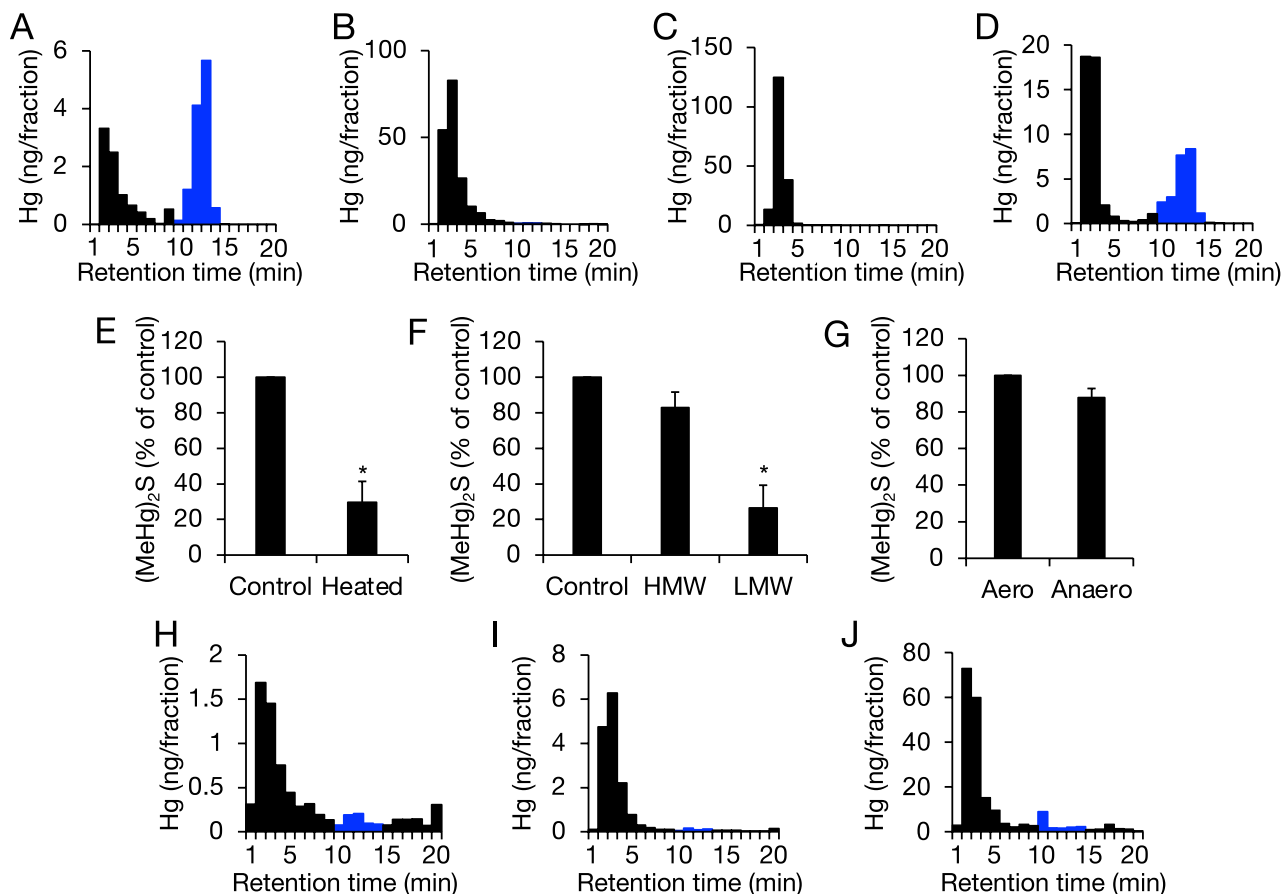 A
Hg (ng/fraction)
6
4
2
0
1 5 10 15 20
Retention time (min)
B
Hg (ng/fraction)
100
50
0
1 5 10 15 20
Retention time (min)
C
Hg (ng/fraction)
150
100
50
0
1 5 10 15 20
Retention time (min)
D
Hg (ng/fraction)
20
15
10
5
0
1 5 10 15 20
Retention time (min)
E
(MeHg)₂S (% of control)
120
100
80
60
40
20
0
*
Control Heated
F
(MeHg)₂S (% of control)
120
100
80
60
40
20
0
*
Control HMW LMW
G
(MeHg)₂S (% of control)
120
100
80
60
40
20
0
Aero Anaero
H
Hg (ng/fraction)
2
1.5
1
0.5
0
1 5 10 15 20
Retention time (min)
I
Hg (ng/fraction)
8
6
4
2
0
1 5 10 15 20
Retention time (min)
J
Hg (ng/fraction)
80
60
40
20
0
1 5 10 15 20
Retention time (min)